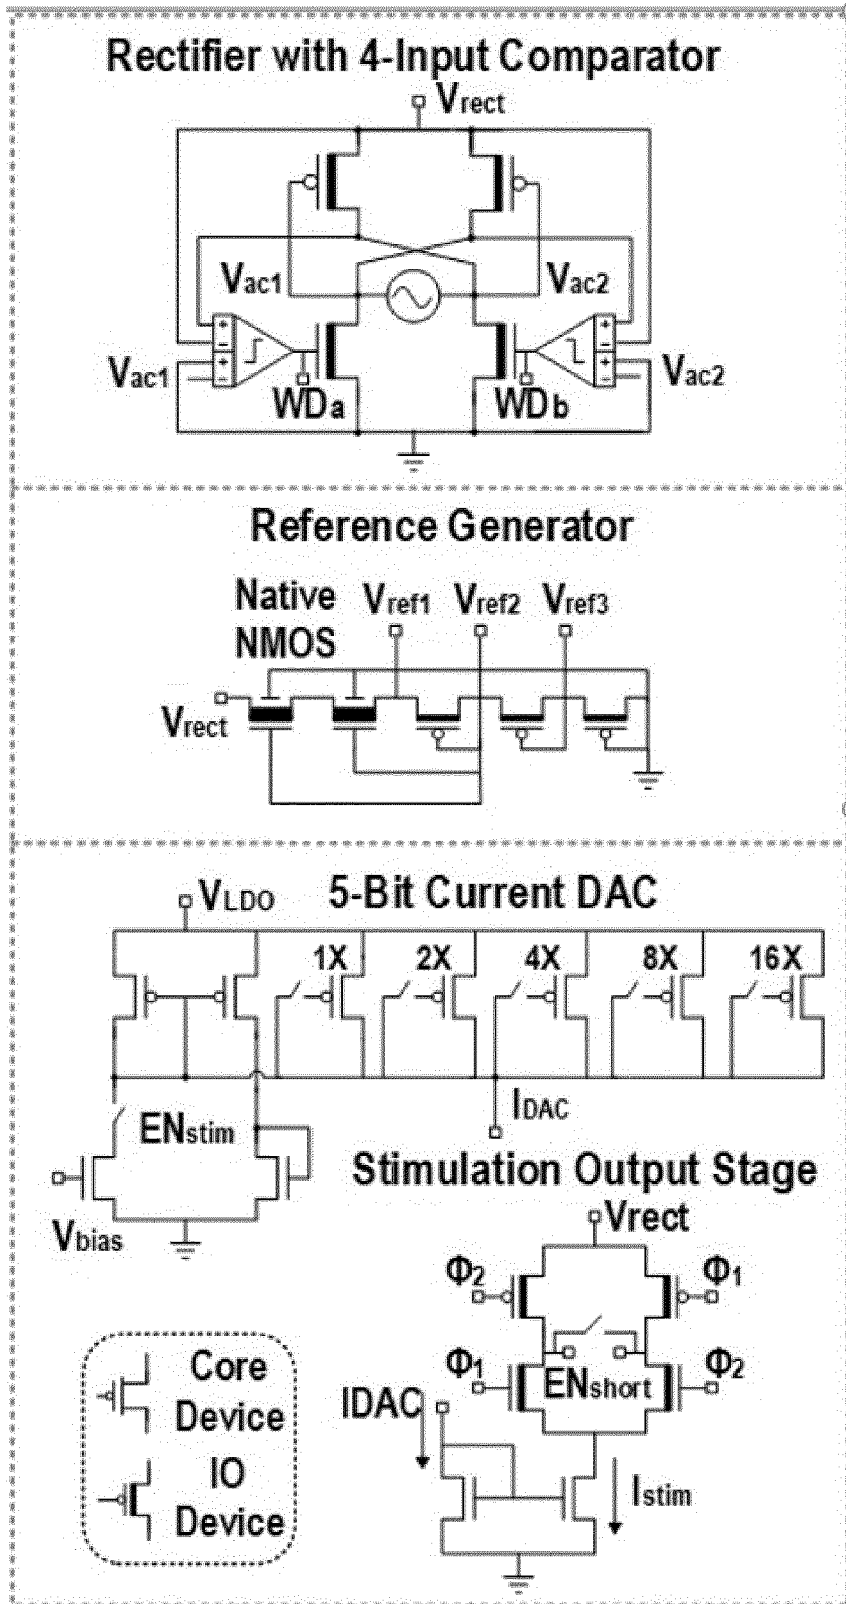 Rectifier with 4-Input Comparator
Vrect
Vac1
Vac2
+
−
+
−
+
−
+
−
Vac1
Vac2
WDa
WDb
Reference Generator
Native
NMOS
Vref1
Vref2
Vref3
Vrect
VLDO
5-Bit Current DAC
1X
2X
4X
8X
16X
IDAC
ENstim
Vbias
Stimulation Output Stage
Vrect
Φ2
Φ1
Φ1
Φ2
ENshort
IDAC
Istim
Core
Device
IO
Device